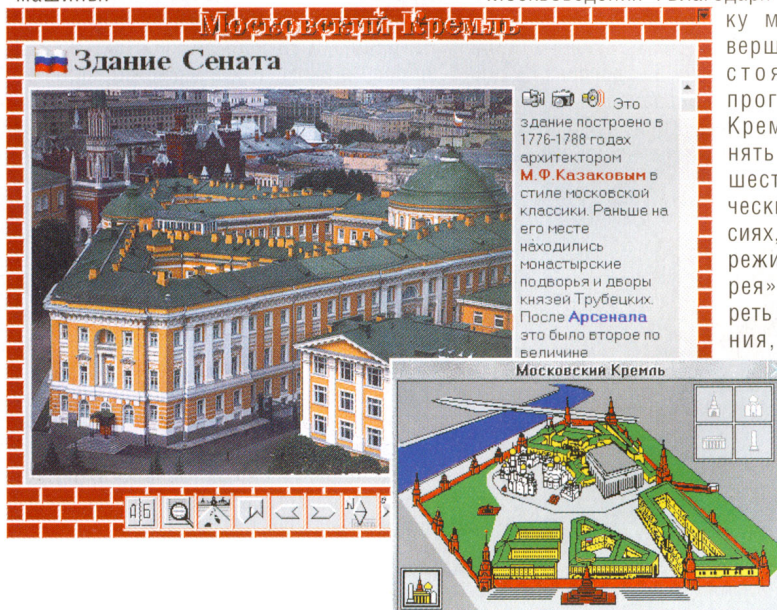 Московский Кремль
Здание Сената
Это
здание построено в
1776-1788 годах
архитектором
М.Ф.Казаковым в
стиле московской
классики. Раньше на
его месте
находились
монастырские
подворья и дворы
князей Трубецких.
После Арсенала
это было второе по
величине
Московский Кремль
А|Б
ку м
верш
стоя
прог
Крем
нять
шест
ческ
сиях,
режи
рея»
реть
ния,